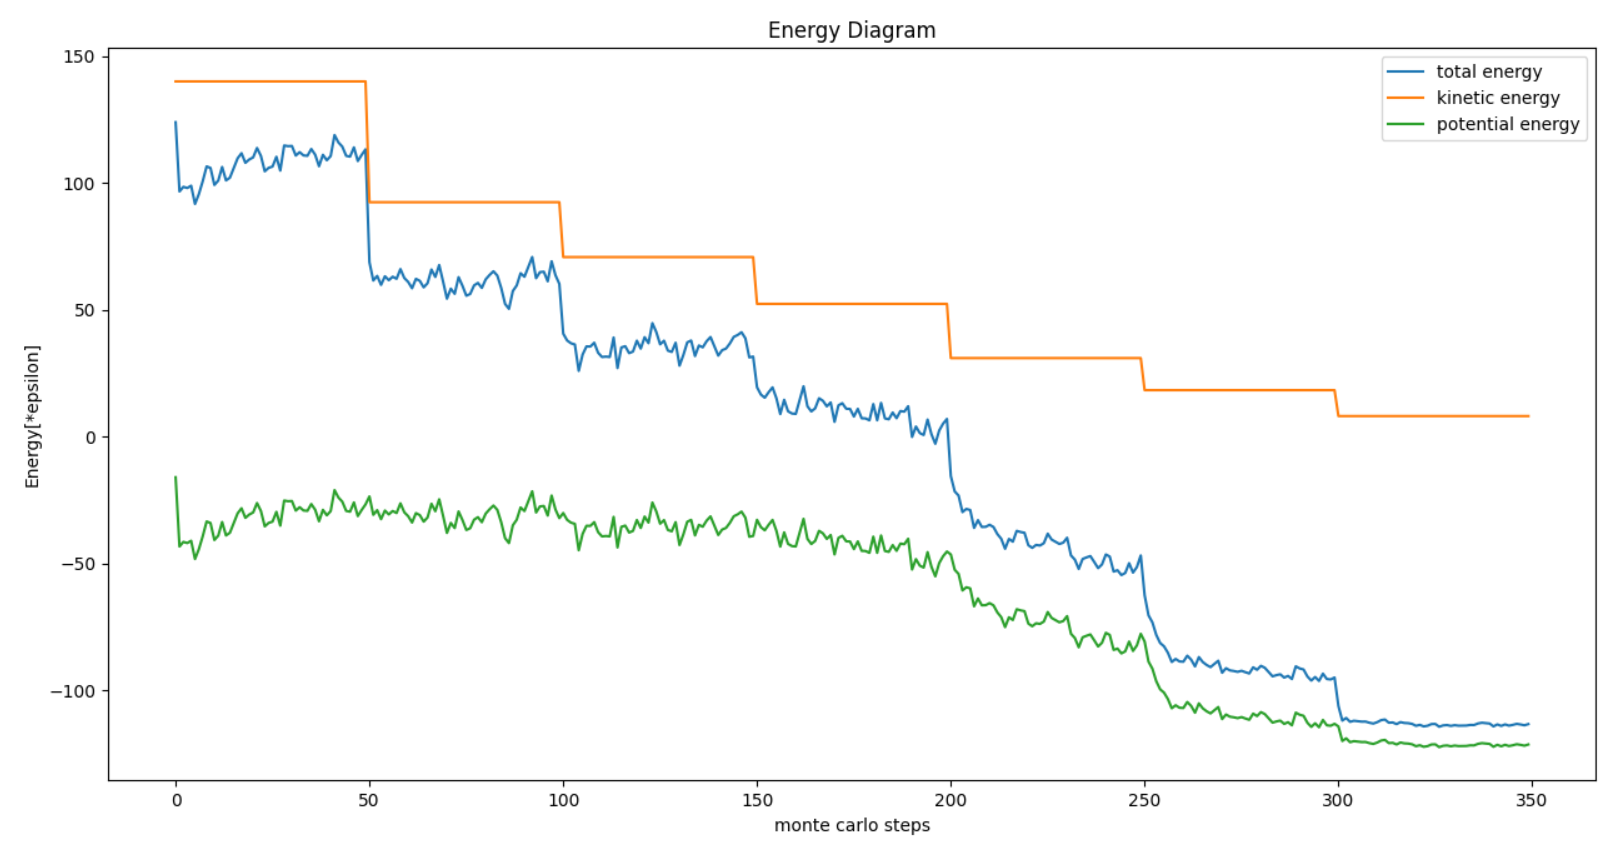 Energy Diagram
total energy
kinetic energy
potential energy
Energy[*epsilon]
150
100
50
0
−50
−100
0 50 100 150 200 250 300 350
monte carlo steps